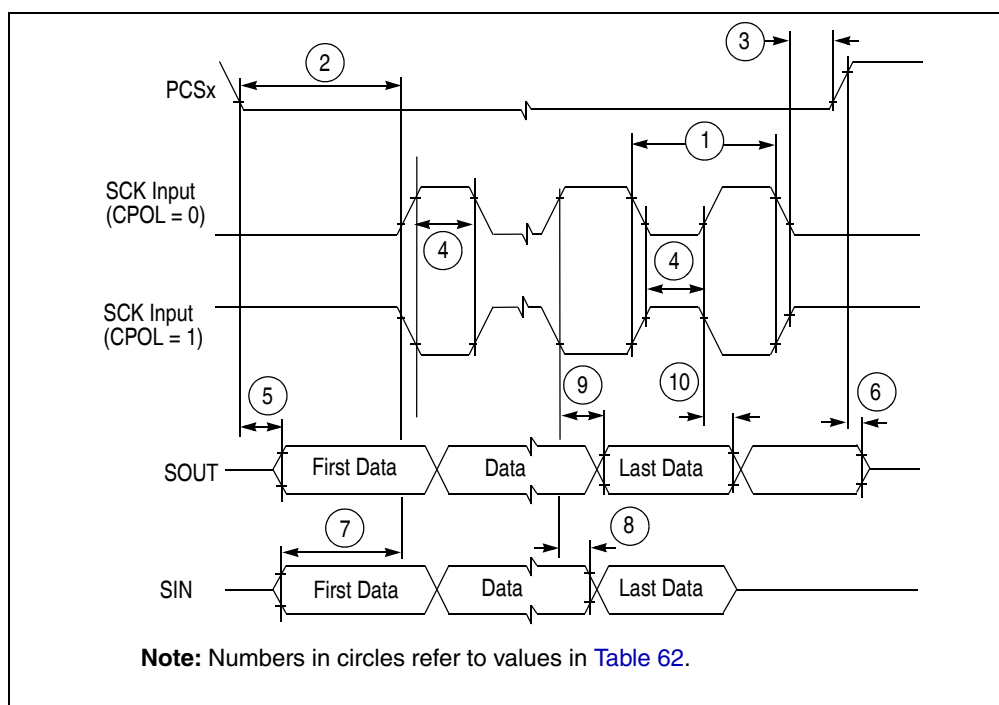 2
3
PCSx
1
SCK Input
(CPOL = 0)
4
4
SCK Input
(CPOL = 1)
5
9
10
6
SOUT
First Data
Data
Last Data
7
8
SIN
First Data
Data
Last Data
Note: Numbers in circles refer to values in Table 62.